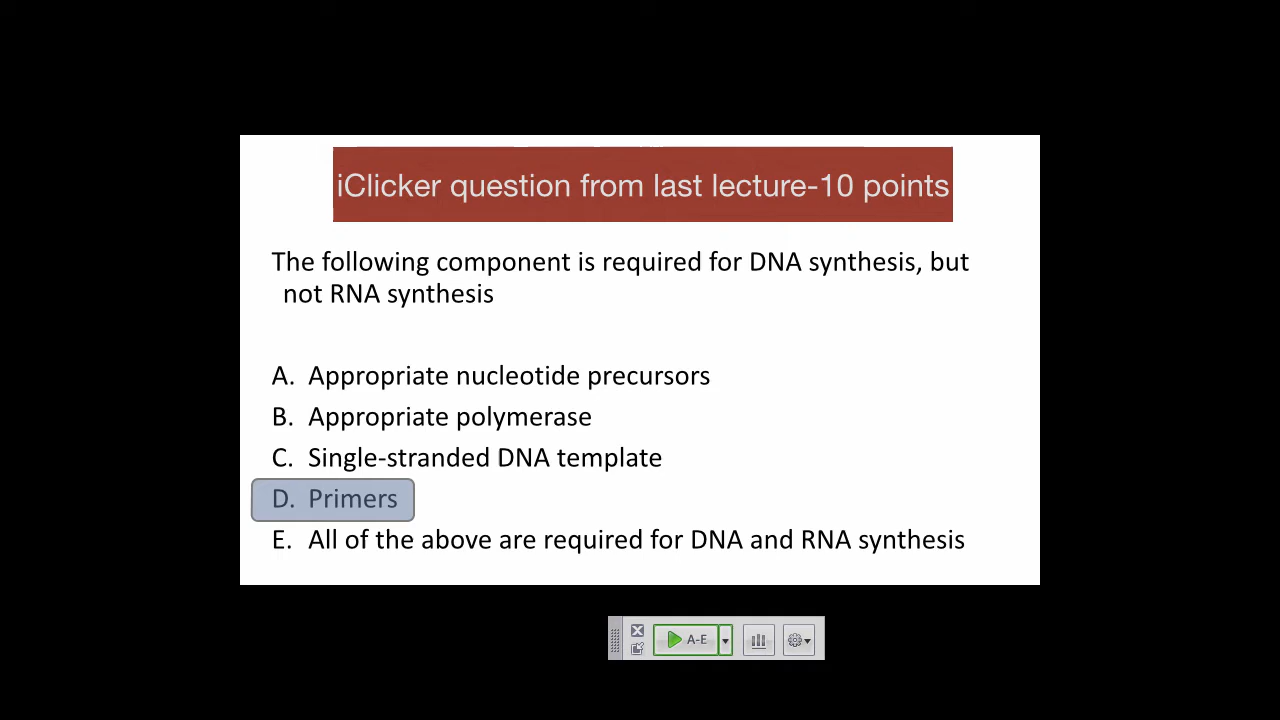 iClicker question from last lecture-10 points
The following component is required for DNA synthesis, but
not RNA synthesis
A. Appropriate nucleotide precursors
B. Appropriate polymerase
C. Single-stranded DNA template
D. Primers
E. All of the above are required for DNA and RNA synthesis
A-E